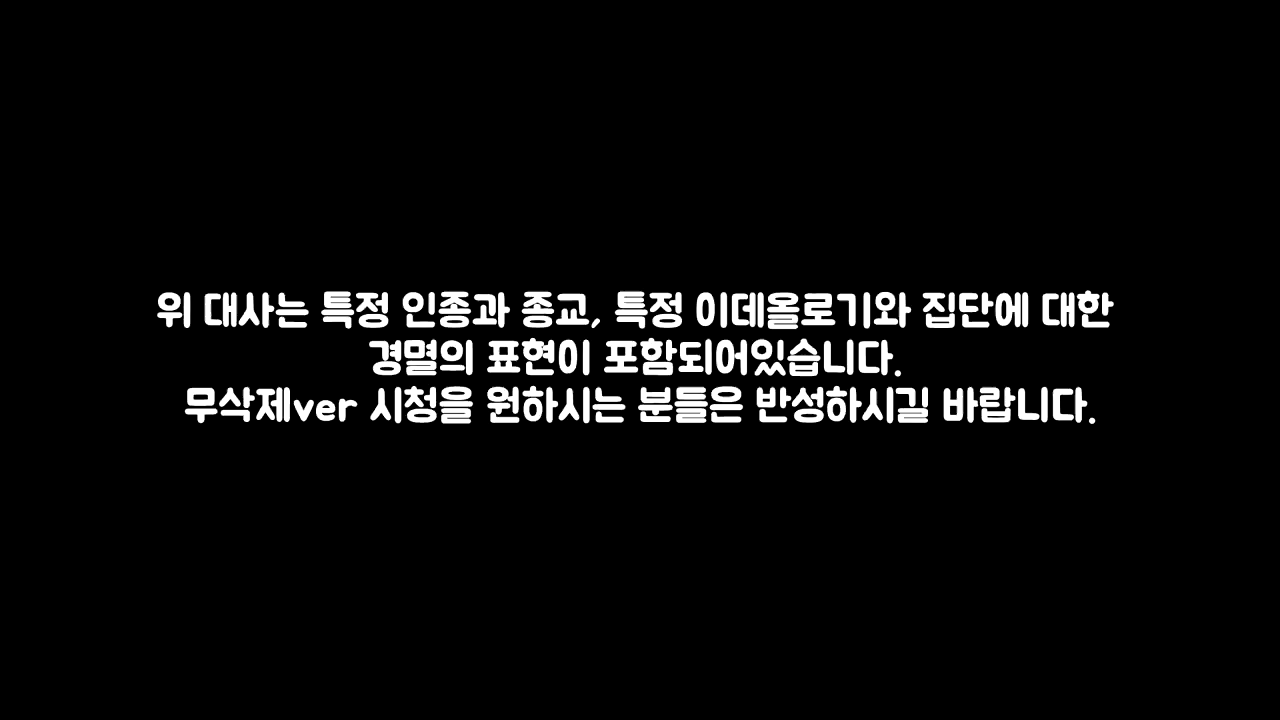 위 대사는 특정 인종과 종교, 특정 이데올로기와 집단에 대한
경멸의 표현이 포함되어있습니다.
무삭제ver 시청을 원하시는 분들은 반성하시길 바랍니다.